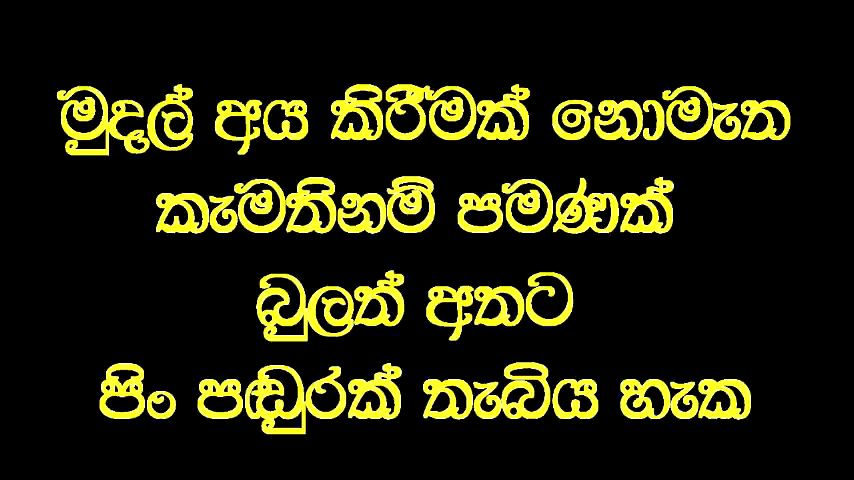 මුදල් අය කිරීමක් නොමැත
කැමතිනම් පමණක්
බුලත් අතට
පිං පඬුරක් තැබිය හැක